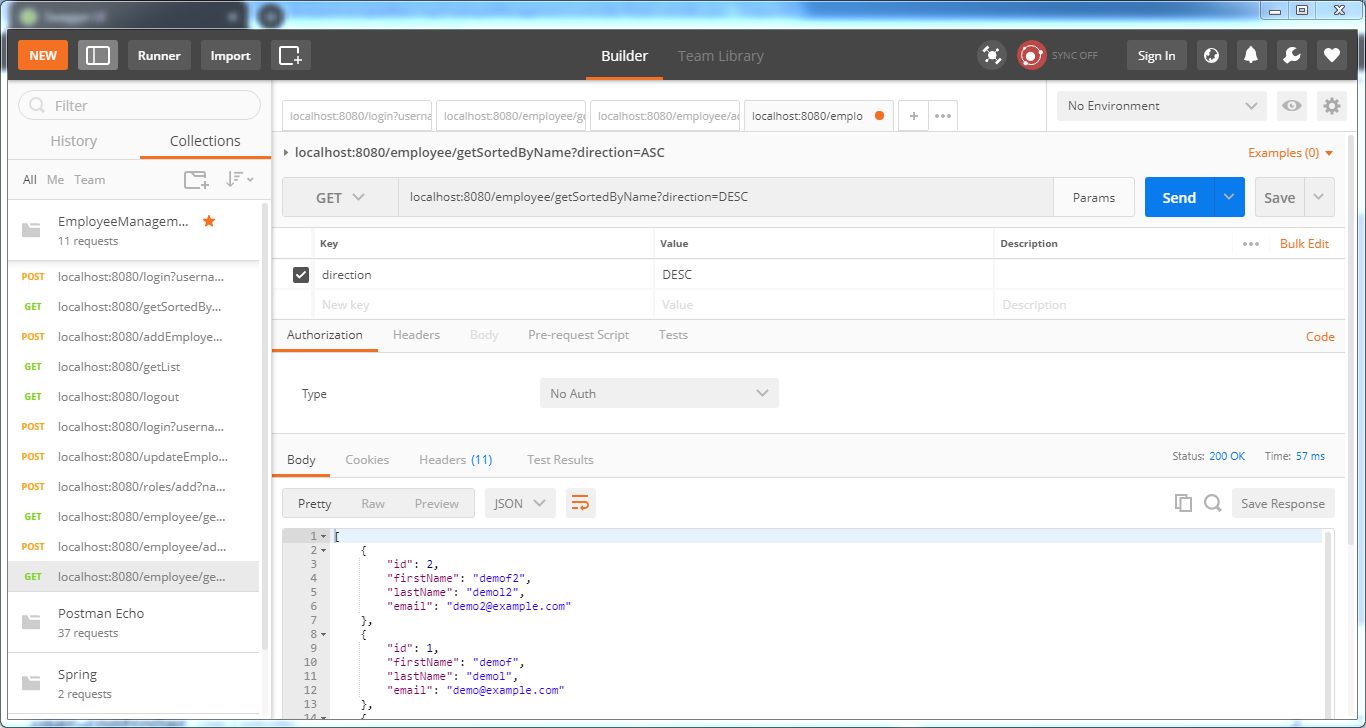 Swagger UI
NEW Runner Import Builder Team Library SYNC OFF Sign In
Filter
History Collections
All Me Team
EmployeeManagem...
11 requests
POST localhost:8080/login?userna...
GET localhost:8080/getSortedBy...
POST localhost:8080/addEmploye...
GET localhost:8080/getList
GET localhost:8080/logout
POST localhost:8080/login?userna...
POST localhost:8080/updateEmplo...
POST localhost:8080/roles/add?na...
GET localhost:8080/employee/ge...
POST localhost:8080/employee/ad...
GET localhost:8080/employee/ge...
Postman Echo
37 requests
Spring
2 requests
localhost:8080/login?userna localhost:8080/employee/ge localhost:8080/employee/ad localhost:8080/emplo + •••
No Environment
localhost:8080/employee/getSortedByName?direction=ASC
Examples (0)
GET localhost:8080/employee/getSortedByName?direction=DESC Params Send Save
Key Value Description ••• Bulk Edit
direction DESC
New key Value Description
Authorization Headers Body Pre-request Script Tests Code
Type No Auth
Body Cookies Headers (11) Test Results Status: 200 OK Time: 57 ms
Pretty Raw Preview JSON Save Response
1 [
2 {
3 "id": 2,
4 "firstName": "demof2",
5 "lastName": "demol2",
6 "email": "demo2@example.com"
7 },
8 {
9 "id": 1,
10 "firstName": "demof",
11 "lastName": "demol",
12 "email": "demo@example.com"
13 },
14 {